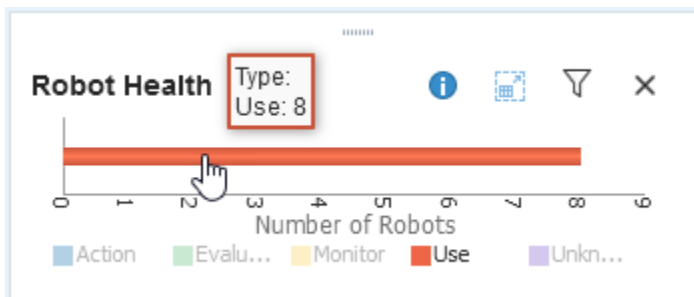 Robot Health
Type:
Use: 8
i
0 1 2 3 4 5 6 7 8 9
Number of Robots
Action Evalu... Monitor Use Unkn...